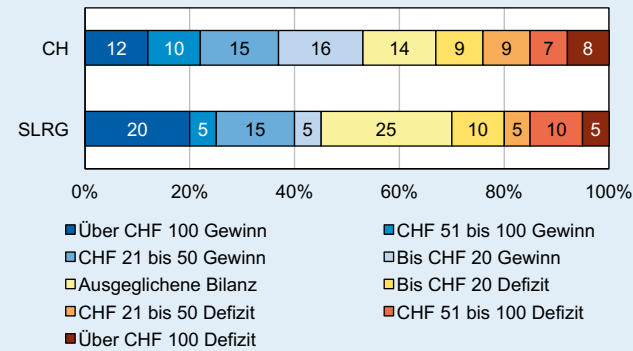 CH 12 10 15 16 14 9 9 7 8
SLRG 20 5 15 5 25 10 5 10 5
0% 20% 40% 60% 80% 100%
Über CHF 100 Gewinn CHF 51 bis 100 Gewinn
CHF 21 bis 50 Gewinn Bis CHF 20 Gewinn
Ausgeglichene Bilanz Bis CHF 20 Defizit
CHF 21 bis 50 Defizit CHF 51 bis 100 Defizit
Über CHF 100 Defizit